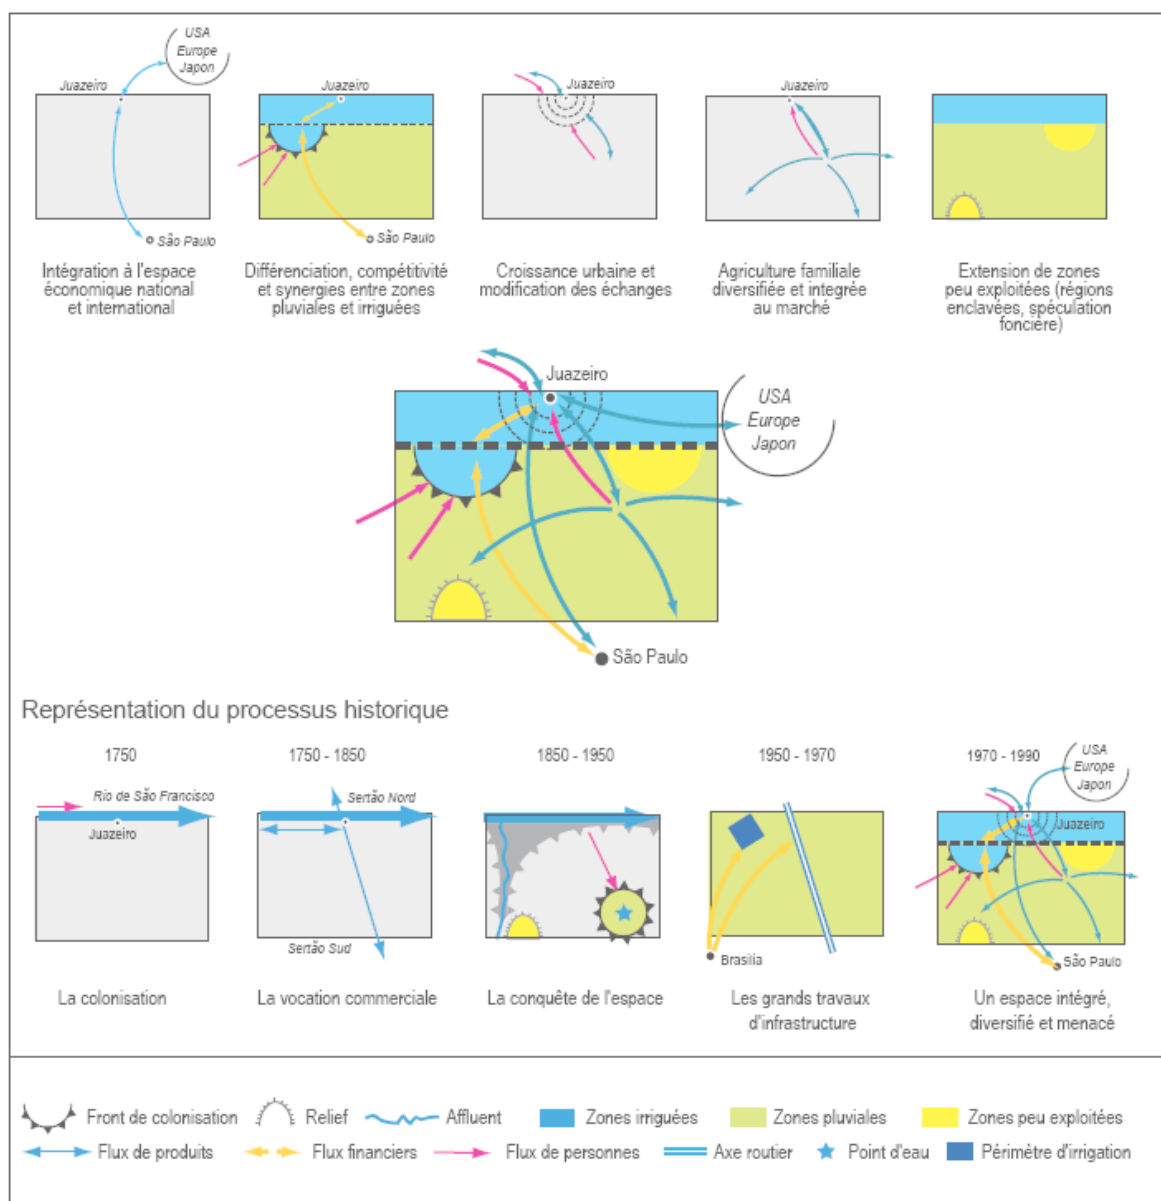 USA
Europe
Japon
Juazeiro
Juazeiro
Juazeiro
Juazeiro
São Paulo
São Paulo
Intégration à l'espace
économique national
et international
Différenciation, compétitivité
et synergies entre zones
pluviales et irriguées
Croissance urbaine et
modification des échanges
Agriculture familiale
diversifiée et integrée
au marché
Extension de zones
peu exploitées (régions
enclavées, spéculation
foncière)
Juazeiro
USA
Europe
Japon
São Paulo
Représentation du processus historique
1750
1750 - 1850
1850 - 1950
1950 - 1970
1970 - 1990
USA
Europe
Japon
Rio de São Francisco
Juazeiro
Sertão Nord
Sertão Sud
Brasilia
Juazeiro
São Paulo
La colonisation
La vocation commerciale
La conquête de l'espace
Les grands travaux
d'infrastructure
Un espace intégré,
diversifié et menacé
Front de colonisation
Relief
Affluent
Zones irriguées
Zones pluviales
Zones peu exploitées
Flux de produits
Flux financiers
Flux de personnes
Axe routier
Point d'eau
Périmètre d'irrigation